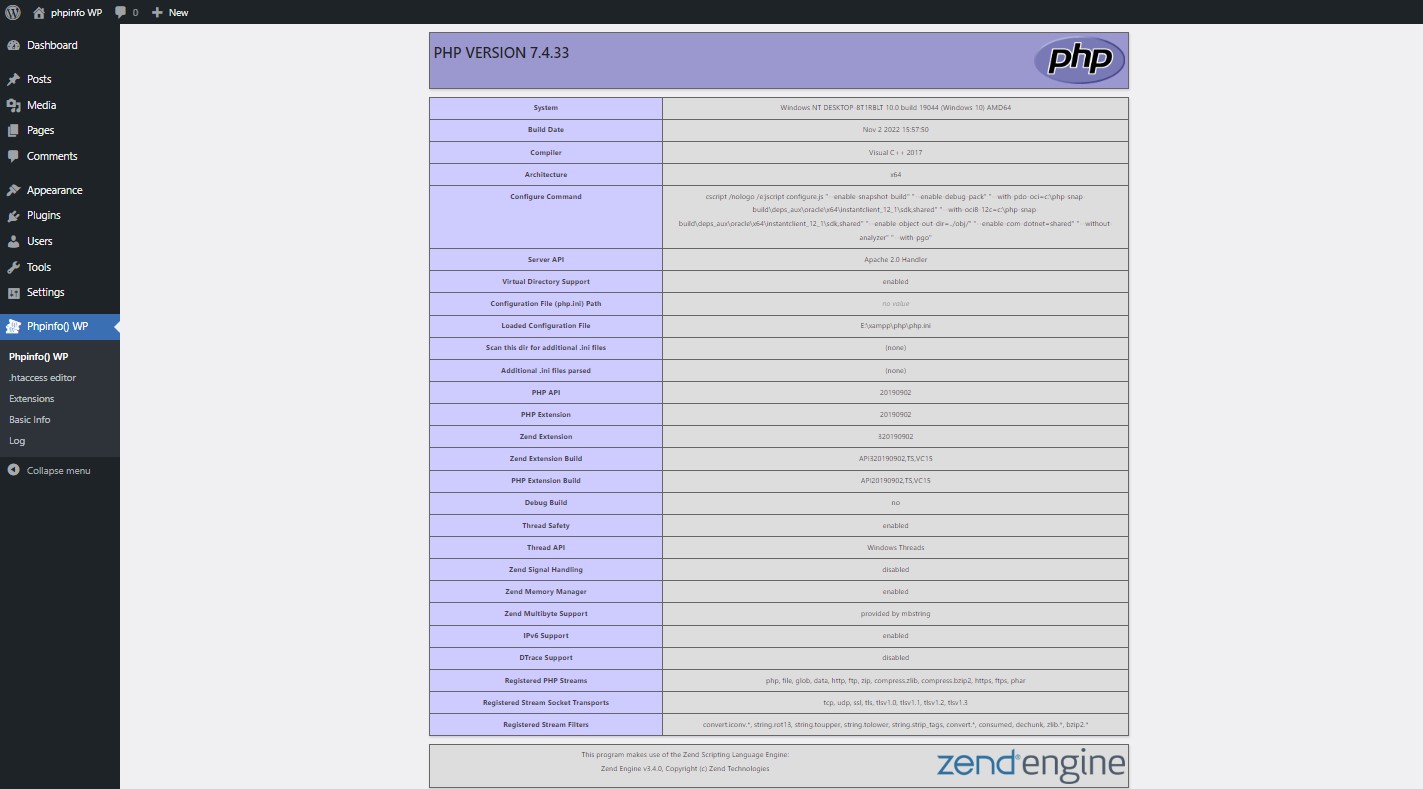 phpinfo WP 0 New
Dashboard
Posts
Media
Pages
Comments
Appearance
Plugins
Users
Tools
Settings
Phpinfo() WP
Phpinfo() WP
.htaccess editor
Extensions
Basic Info
Log
Collapse menu
PHP VERSION 7.4.33
php
System Windows NT DESKTOP-8T1RBLT 10.0 build 19044 (Windows 10) AMD64
Build Date Nov 2 2022 15:57:50
Compiler Visual C++ 2017
Architecture x64
Configure Command cscript /nologo /e:jscript configure.js "--enable-snapshot-build" "--enable-debug-pack" "--with-pdo-oci=c:\php-snap-
build\deps_aux\oracle\x64\instantclient_12_1\sdk,shared" "--with-oci8-12c=c:\php-snap-
build\deps_aux\oracle\x64\instantclient_12_1\sdk,shared" "--enable-object-out-dir=../obj/" "--enable-com-dotnet=shared" "--without-
analyzer" "--with-pgo"
Server API Apache 2.0 Handler
Virtual Directory Support enabled
Configuration File (php.ini) Path no value
Loaded Configuration File E:\xampp\php\php.ini
Scan this dir for additional .ini files (none)
Additional .ini files parsed (none)
PHP API 20190902
PHP Extension 20190902
Zend Extension 320190902
Zend Extension Build API320190902,TS,VC15
PHP Extension Build API20190902,TS,VC15
Debug Build no
Thread Safety enabled
Thread API Windows Threads
Zend Signal Handling disabled
Zend Memory Manager enabled
Zend Multibyte Support provided by mbstring
IPv6 Support enabled
DTrace Support disabled
Registered PHP Streams php, file, glob, data, http, ftp, zip, compress.zlib, compress.bzip2, https, ftps, phar
Registered Stream Socket Transports tcp, udp, ssl, tls, tlsv1.0, tlsv1.1, tlsv1.2, tlsv1.3
Registered Stream Filters convert.iconv.*, string.rot13, string.toupper, string.tolower, string.strip_tags, convert.*, consumed, dechunk, zlib.*, bzip2.*
This program makes use of the Zend Scripting Language Engine:
Zend Engine v3.4.0, Copyright (c) Zend Technologies
zend engine